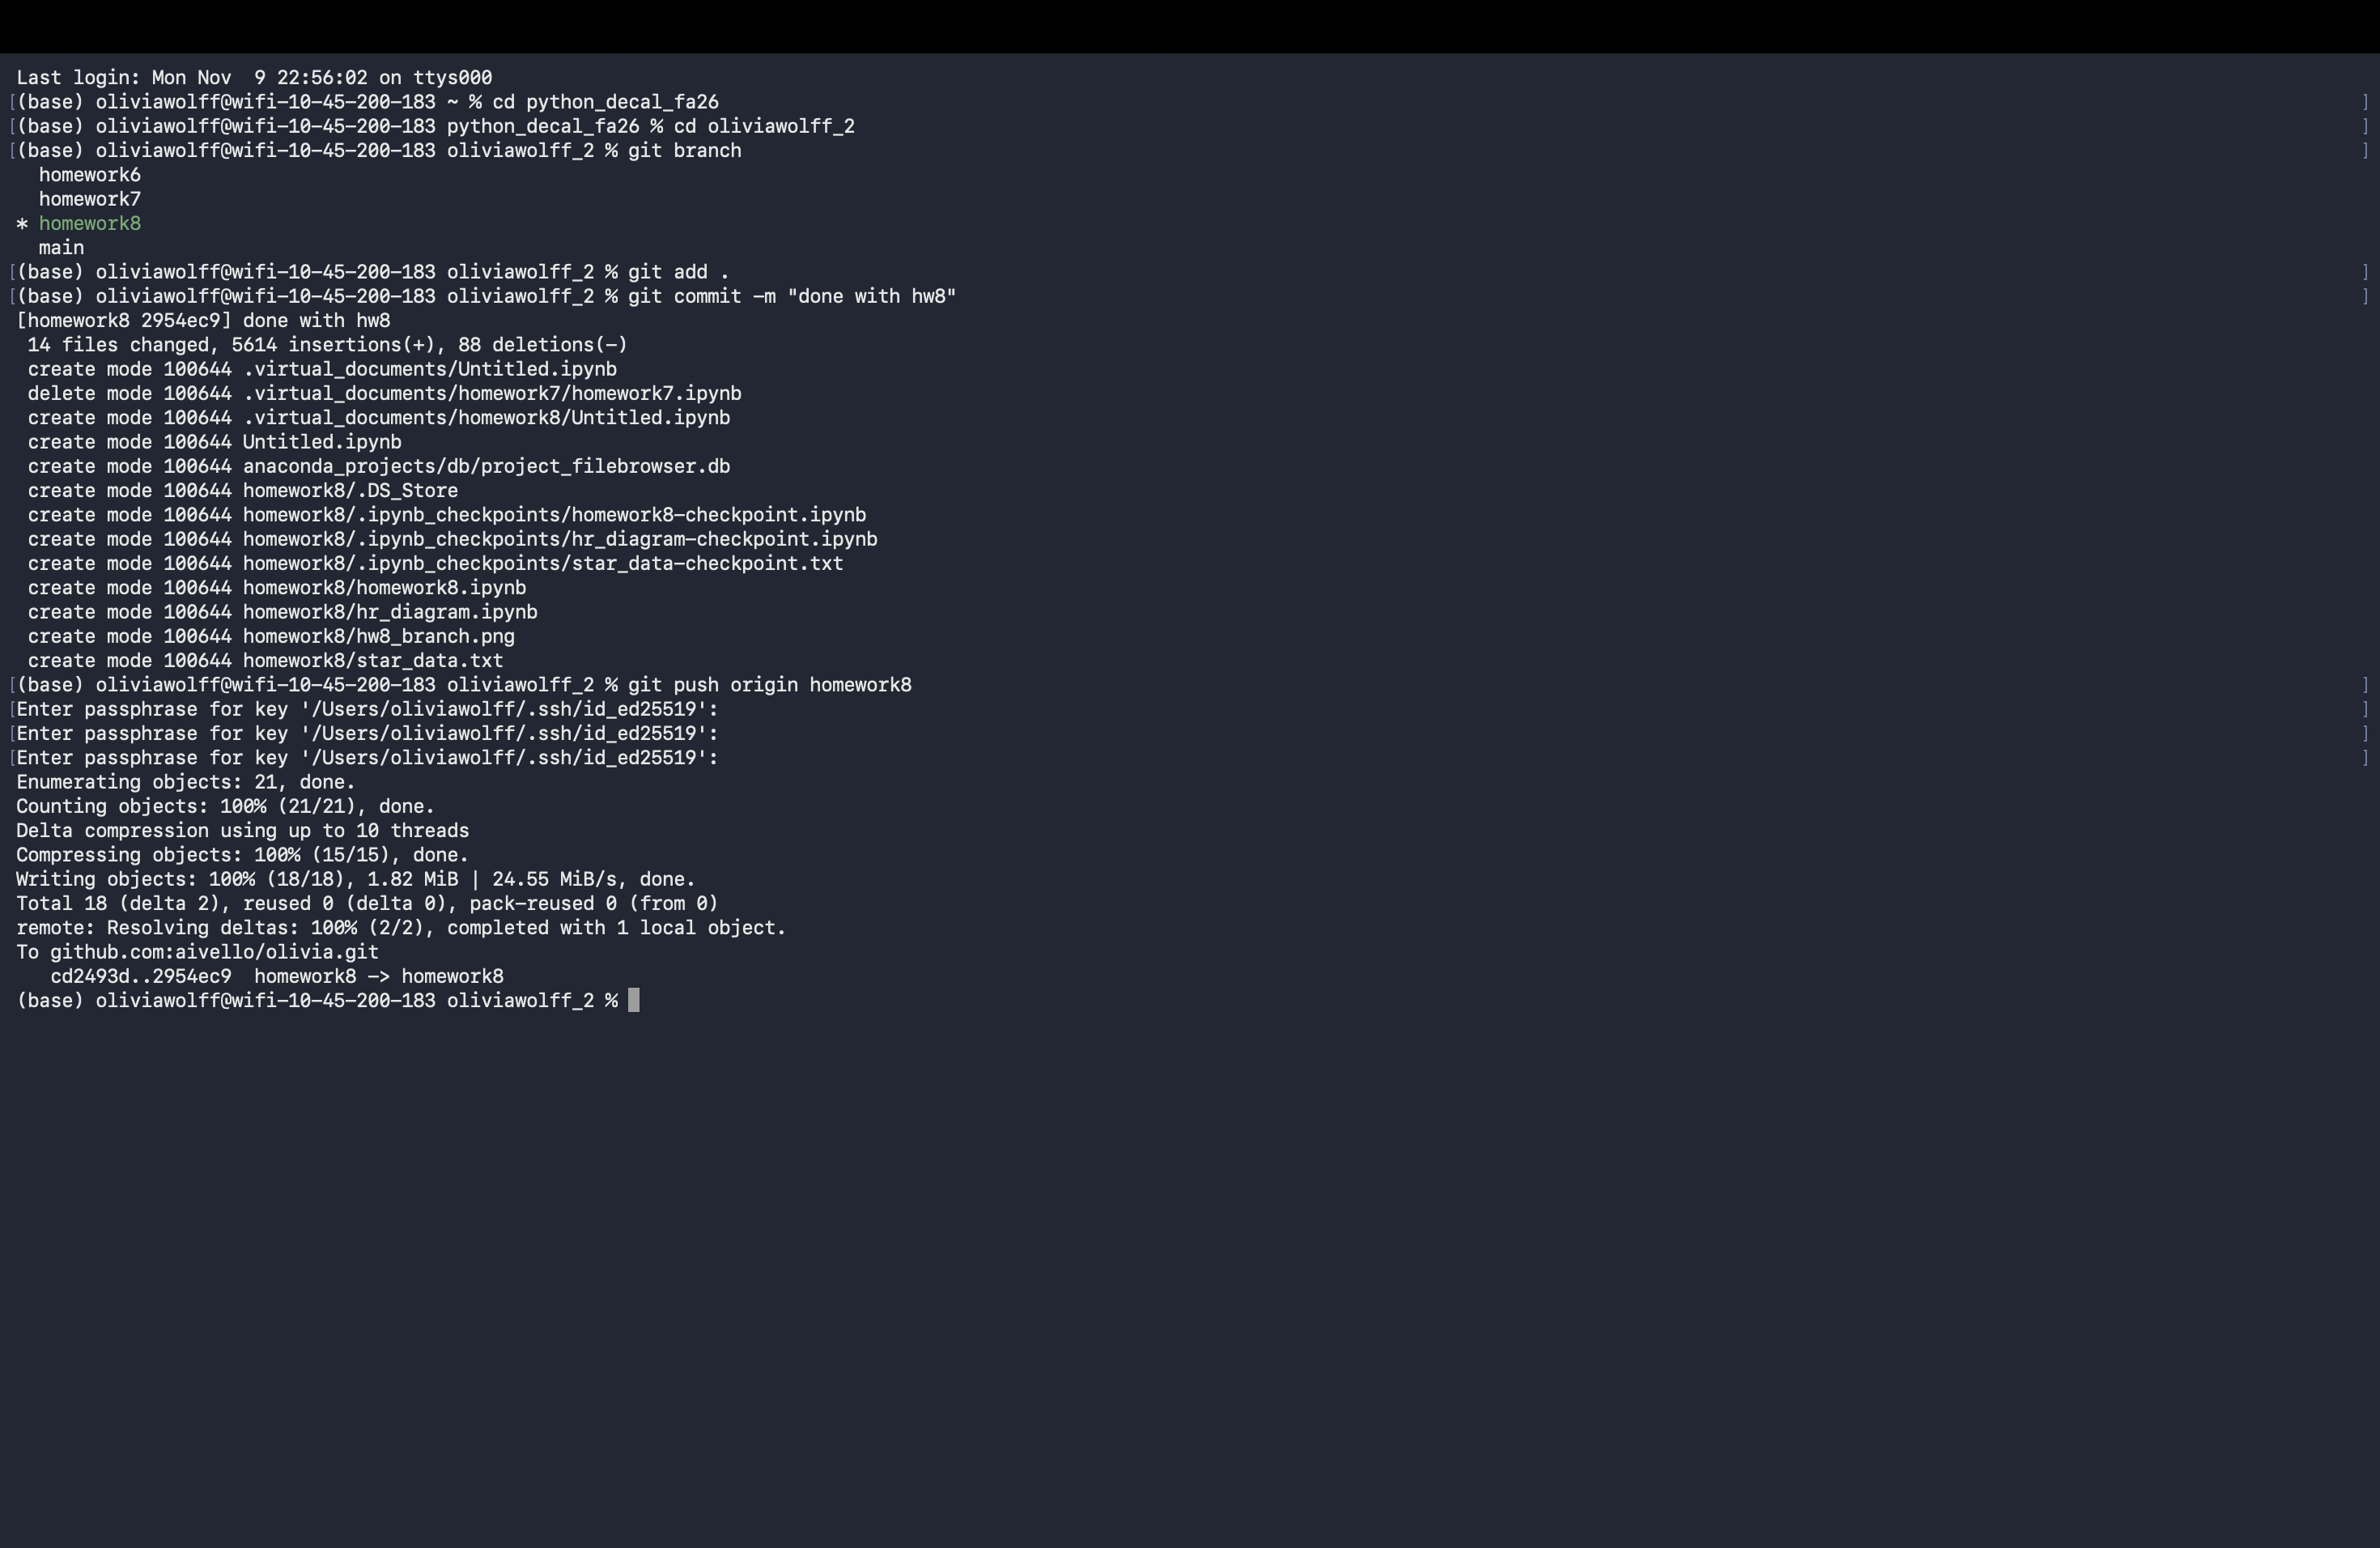 Last login: Mon Nov  9 22:56:02 on ttys000
[(base) oliviawolff@wifi-10-45-200-183 ~ % cd python_decal_fa26 ]
[(base) oliviawolff@wifi-10-45-200-183 python_decal_fa26 % cd oliviawolff_2 ]
[(base) oliviawolff@wifi-10-45-200-183 oliviawolff_2 % git branch ]
  homework6
  homework7
* homework8
  main
[(base) oliviawolff@wifi-10-45-200-183 oliviawolff_2 % git add . ]
[(base) oliviawolff@wifi-10-45-200-183 oliviawolff_2 % git commit -m "done with hw8" ]
[homework8 2954ec9] done with hw8
 14 files changed, 5614 insertions(+), 88 deletions(-)
 create mode 100644 .virtual_documents/Untitled.ipynb
 delete mode 100644 .virtual_documents/homework7/homework7.ipynb
 create mode 100644 .virtual_documents/homework8/Untitled.ipynb
 create mode 100644 Untitled.ipynb
 create mode 100644 anaconda_projects/db/project_filebrowser.db
 create mode 100644 homework8/.DS_Store
 create mode 100644 homework8/.ipynb_checkpoints/homework8-checkpoint.ipynb
 create mode 100644 homework8/.ipynb_checkpoints/hr_diagram-checkpoint.ipynb
 create mode 100644 homework8/.ipynb_checkpoints/star_data-checkpoint.txt
 create mode 100644 homework8/homework8.ipynb
 create mode 100644 homework8/hr_diagram.ipynb
 create mode 100644 homework8/hw8_branch.png
 create mode 100644 homework8/star_data.txt
[(base) oliviawolff@wifi-10-45-200-183 oliviawolff_2 % git push origin homework8 ]
[Enter passphrase for key '/Users/oliviawolff/.ssh/id_ed25519': ]
[Enter passphrase for key '/Users/oliviawolff/.ssh/id_ed25519': ]
[Enter passphrase for key '/Users/oliviawolff/.ssh/id_ed25519': ]
Enumerating objects: 21, done.
Counting objects: 100% (21/21), done.
Delta compression using up to 10 threads
Compressing objects: 100% (15/15), done.
Writing objects: 100% (18/18), 1.82 MiB | 24.55 MiB/s, done.
Total 18 (delta 2), reused 0 (delta 0), pack-reused 0 (from 0)
remote: Resolving deltas: 100% (2/2), completed with 1 local object.
To github.com:aivello/olivia.git
   cd2493d..2954ec9  homework8 -> homework8
(base) oliviawolff@wifi-10-45-200-183 oliviawolff_2 %